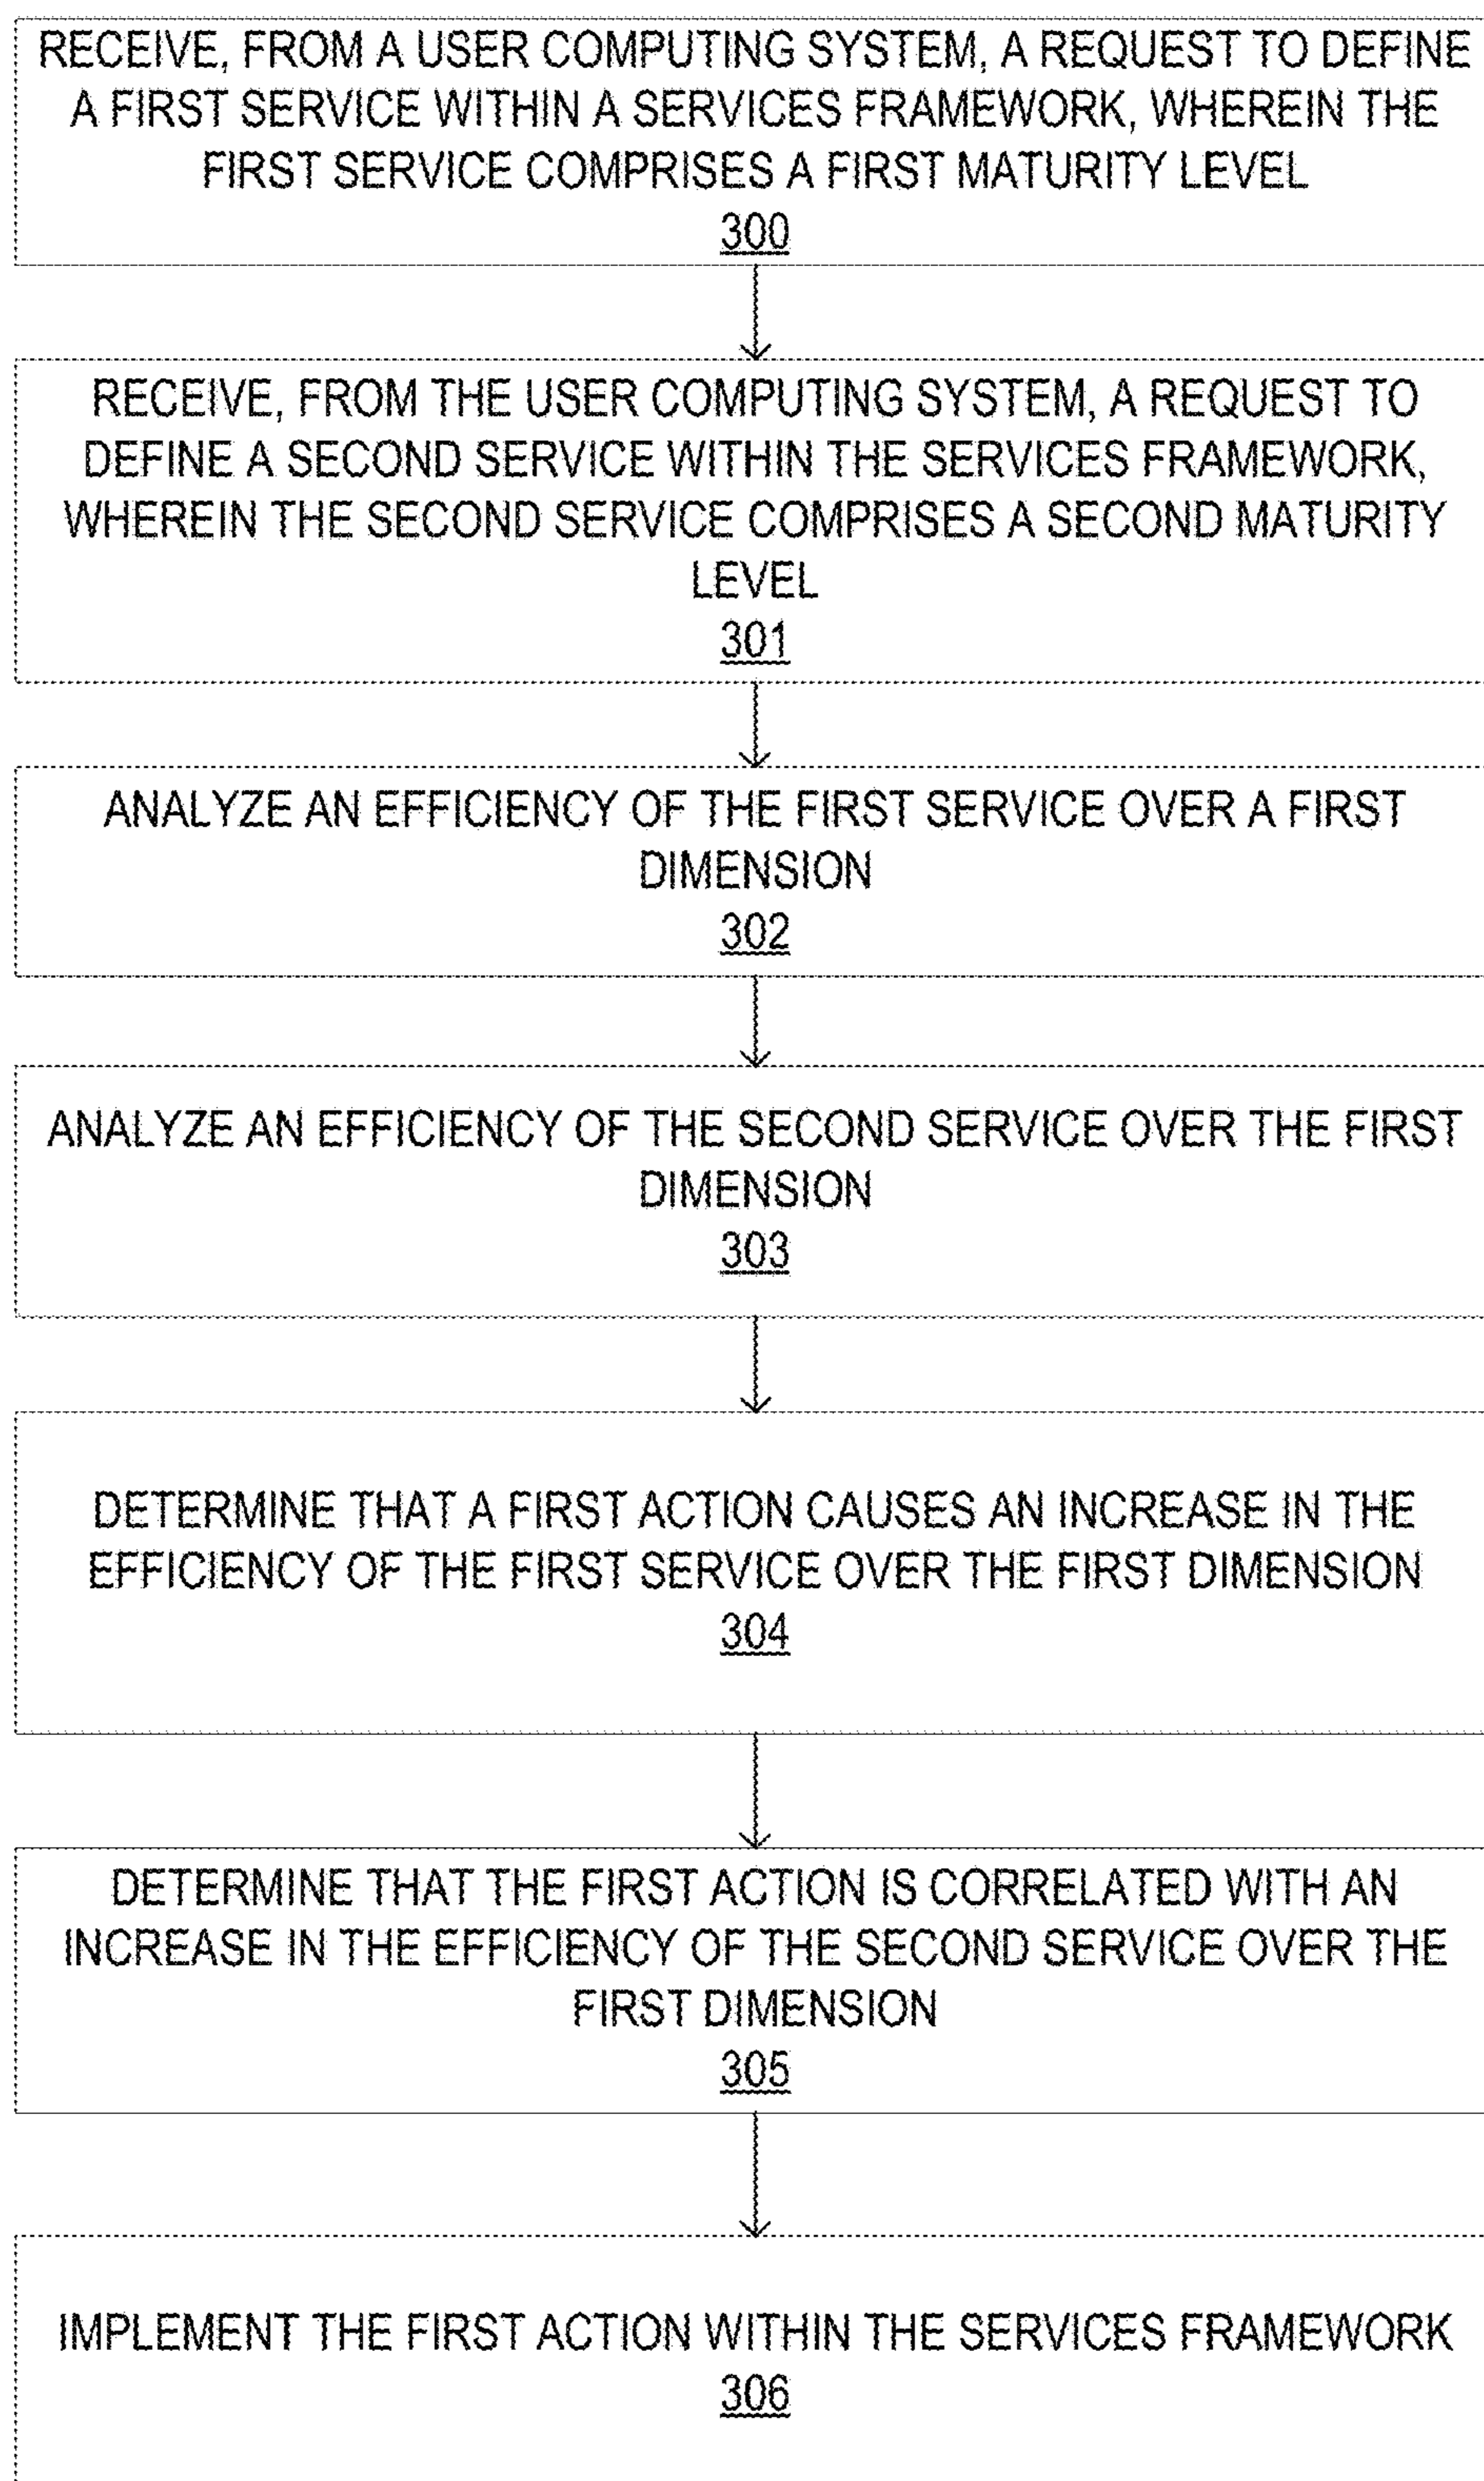 RECEIVE, FROM A USER COMPUTING SYSTEM, A REQUEST TO DEFINE
A FIRST SERVICE WITHIN A SERVICES FRAMEWORK, WHEREIN THE
FIRST SERVICE COMPRISES A FIRST MATURITY LEVEL
300
RECEIVE, FROM THE USER COMPUTING SYSTEM, A REQUEST TO
DEFINE A SECOND SERVICE WITHIN THE SERVICES FRAMEWORK,
WHEREIN THE SECOND SERVICE COMPRISES A SECOND MATURITY
LEVEL
301
ANALYZE AN EFFICIENCY OF THE FIRST SERVICE OVER A FIRST
DIMENSION
302
ANALYZE AN EFFICIENCY OF THE SECOND SERVICE OVER THE FIRST
DIMENSION
303
DETERMINE THAT A FIRST ACTION CAUSES AN INCREASE IN THE
EFFICIENCY OF THE FIRST SERVICE OVER THE FIRST DIMENSION
304
DETERMINE THAT THE FIRST ACTION IS CORRELATED WITH AN
INCREASE IN THE EFFICIENCY OF THE SECOND SERVICE OVER THE
FIRST DIMENSION
305
IMPLEMENT THE FIRST ACTION WITHIN THE SERVICES FRAMEWORK
306